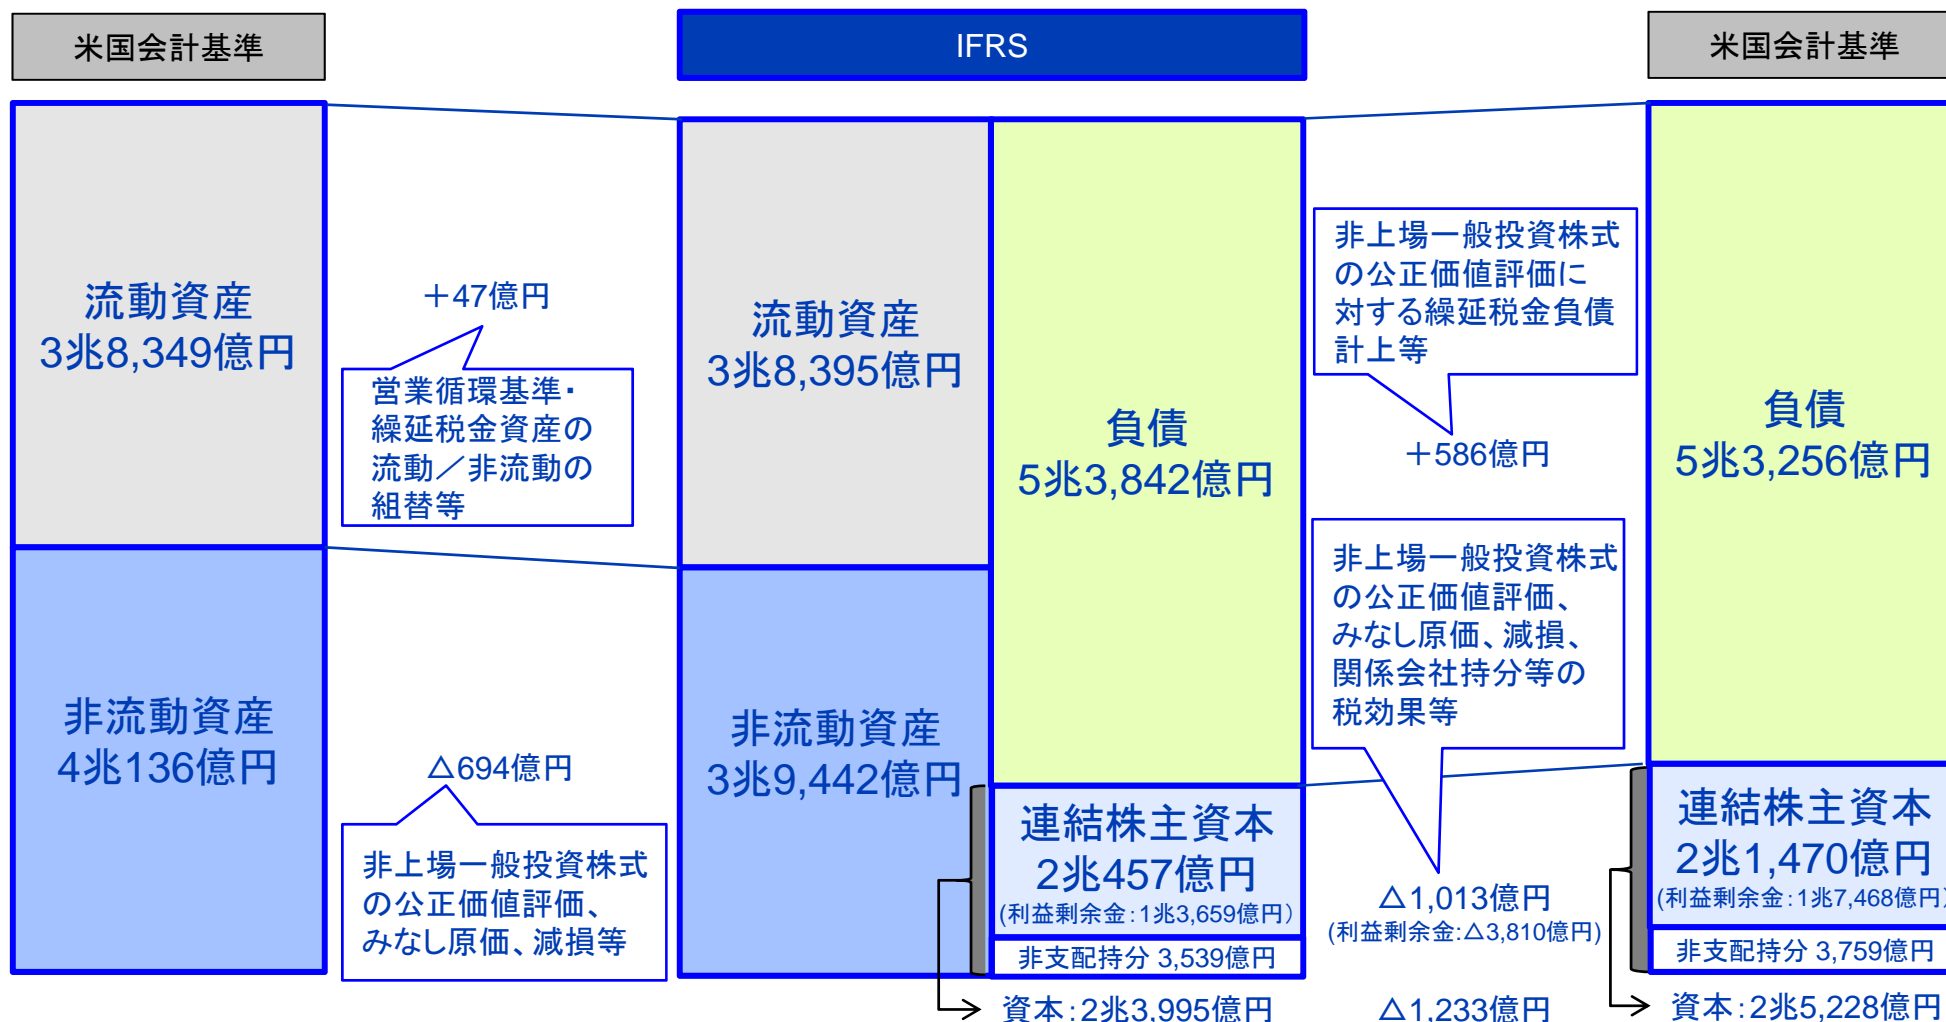 米国会計基準
IFRS
米国会計基準
流動資産
3兆8,349億円
非流動資産
4兆136億円
＋47億円
営業循環基準・
繰延税金資産の
流動／非流動の
組替等
△694億円
非上場一般投資株式
の公正価値評価、
みなし原価、減損等
流動資産
3兆8,395億円
非流動資産
3兆9,442億円
負債
5兆3,842億円
連結株主資本
2兆457億円
(利益剰余金：1兆3,659億円）
非支配持分 3,539億円
資本：2兆3,995億円
非上場一般投資株式
の公正価値評価に
対する繰延税金負債
計上等
＋586億円
非上場一般投資株式
の公正価値評価、
みなし原価、減損、
関係会社持分等の
税効果等
△1,013億円
(利益剰余金:△3,810億円)
△1,233億円
負債
5兆3,256億円
連結株主資本
2兆1,470億円
(利益剰余金：1兆7,468億円）
非支配持分 3,759億円
資本：2兆5,228億円